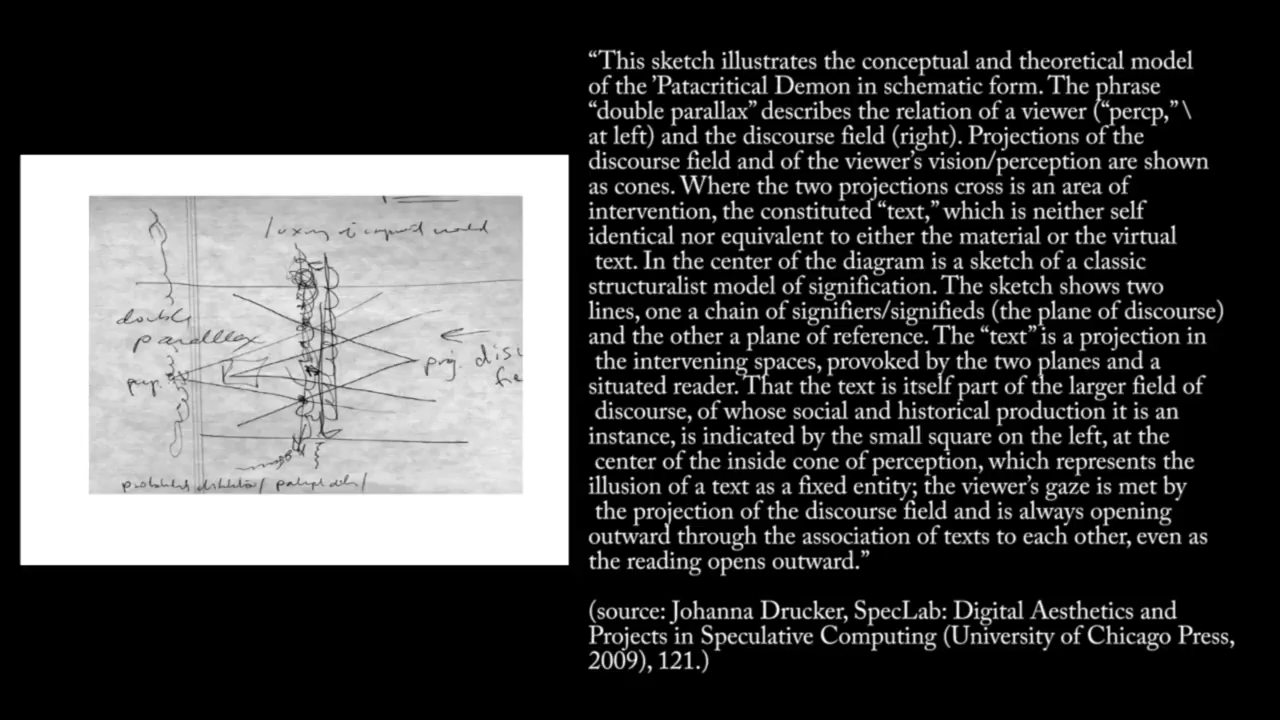 double
parallax
proj. disc
“This sketch illustrates the conceptual and theoretical model
of the ’Patacritical Demon in schematic form. The phrase
“double parallax” describes the relation of a viewer (“percp,” \
at left) and the discourse field (right). Projections of the
discourse field and of the viewer’s vision/perception are shown
as cones. Where the two projections cross is an area of
intervention, the constituted “text,” which is neither self
identical nor equivalent to either the material or the virtual
text. In the center of the diagram is a sketch of a classic
structuralist model of signification. The sketch shows two
lines, one a chain of signifiers/signifieds (the plane of discourse)
and the other a plane of reference. The “text” is a projection in
the intervening spaces, provoked by the two planes and a
situated reader. That the text is itself part of the larger field of
discourse, of whose social and historical production it is an
instance, is indicated by the small square on the left, at the
center of the inside cone of perception, which represents the
illusion of a text as a fixed entity; the viewer’s gaze is met by
the projection of the discourse field and is always opening
outward through the association of texts to each other, even as
the reading opens outward.”
(source: Johanna Drucker, SpecLab: Digital Aesthetics and
Projects in Speculative Computing (University of Chicago Press,
2009), 121.)